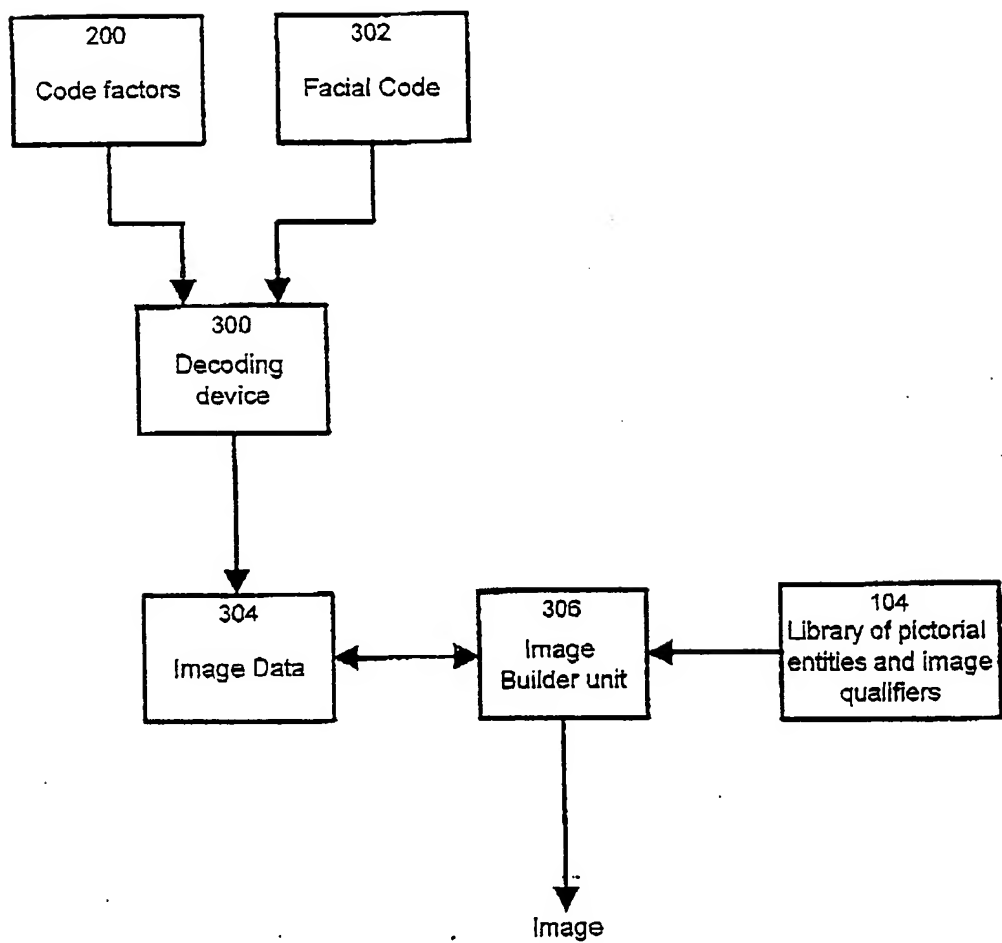 200
Code factors
302
Facial Code
300
Decoding
device
304
Image Data
306
Image
Builder unit
104
Library of pictorial
entities and image
qualifiers
Image